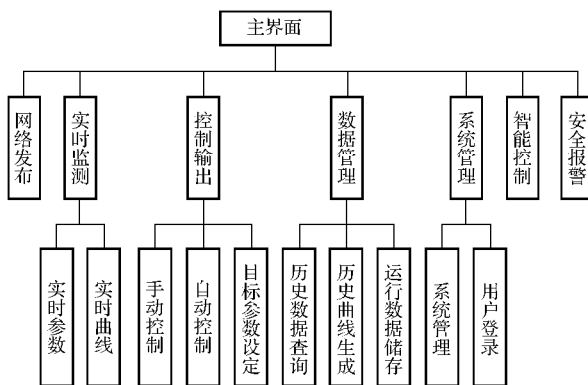 主界面
网络发布
实时监测
控制输出
数据管理
系统管理
智能控制
安全报警
实时参数
实时曲线
手动控制
自动控制
目标参数设定
历史数据查询
历史曲线生成
运行数据储存
系统管理
用户登录